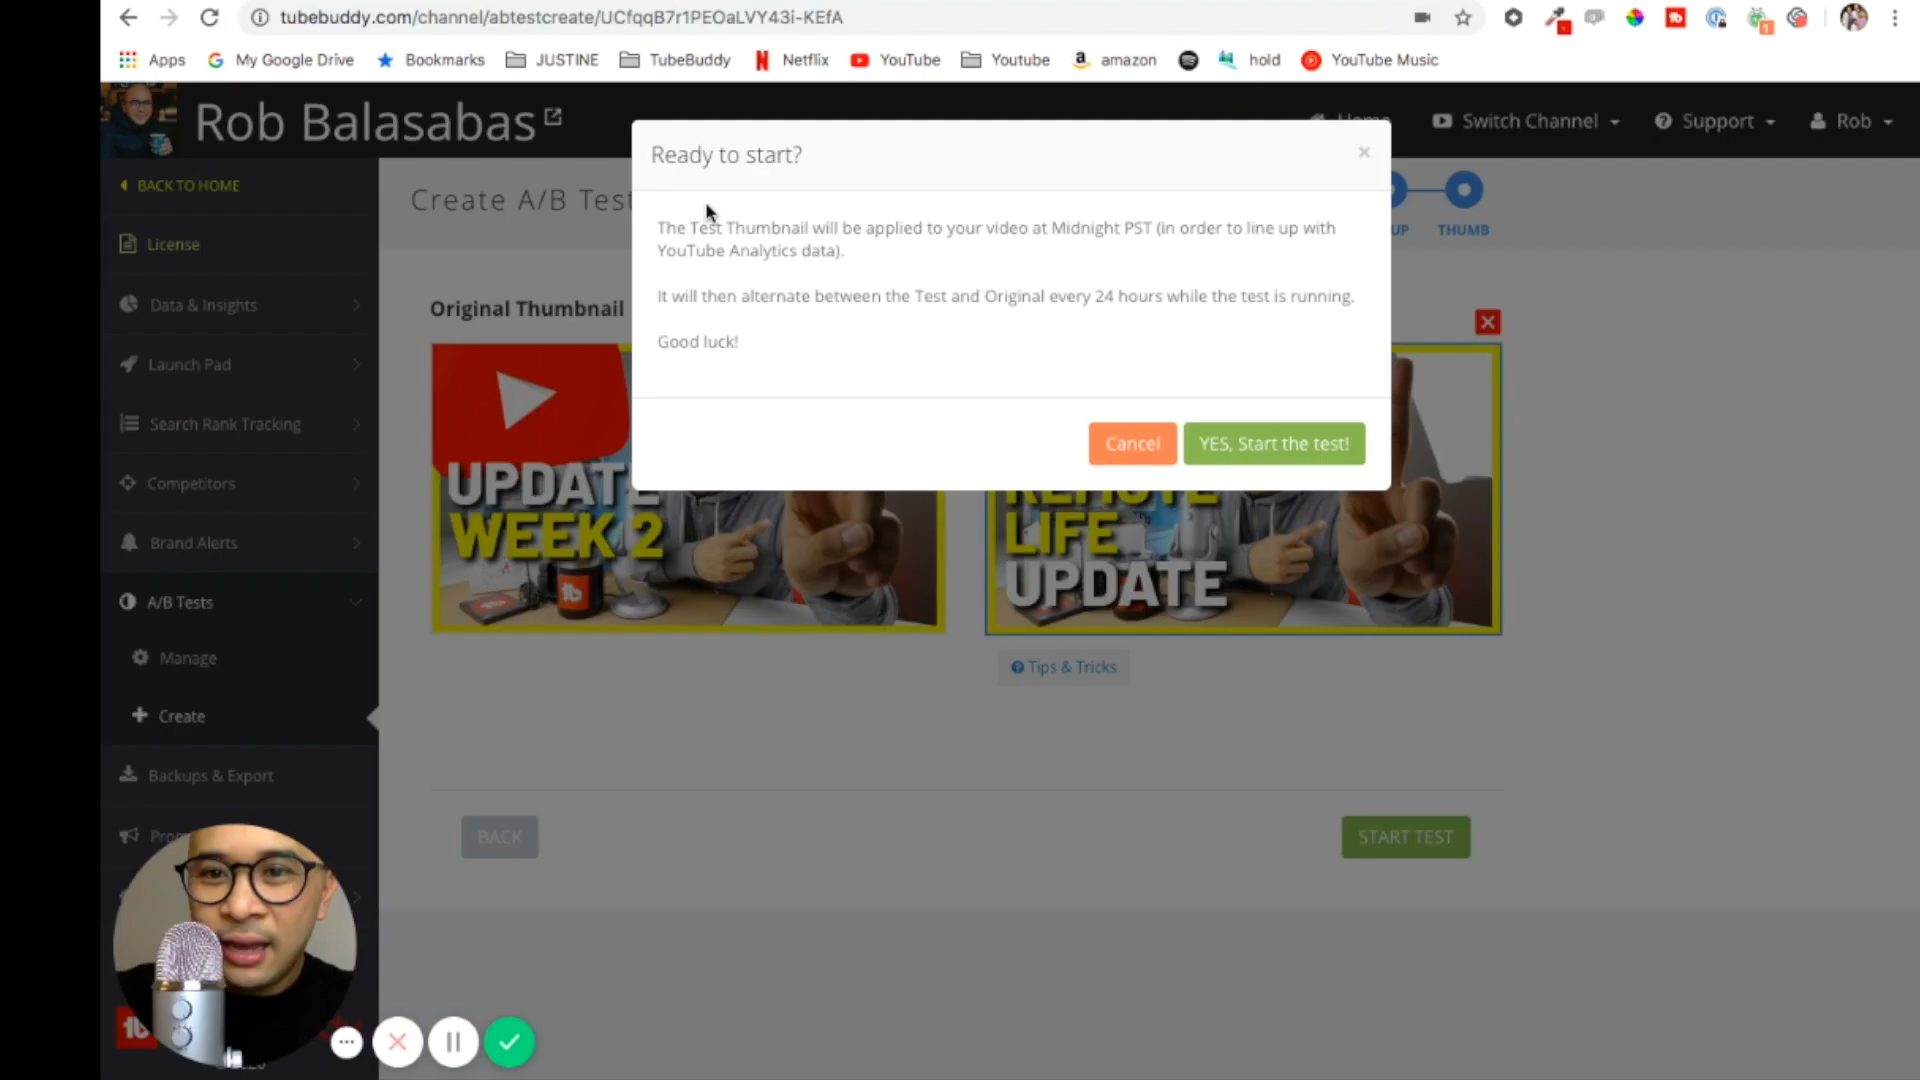 tubebuddy.com/channel/abtestcreate/UCfqqB7r1PEOaLVY43i-KEfA
Apps My Google Drive Bookmarks JUSTINE TubeBuddy Netflix YouTube Youtube amazon hold YouTube Music
Rob Balasabas
Home Switch Channel Support Rob
BACK TO HOME
License
Data & Insights
Launch Pad
Search Rank Tracking
Competitors
Brand Alerts
A/B Tests
Manage
Create
Backups & Export
Create A/B Test
UP THUMB
Ready to start?
×
The Test Thumbnail will be applied to your video at Midnight PST (in order to line up with
YouTube Analytics data).
It will then alternate between the Test and Original every 24 hours while the test is running.
Good luck!
Cancel YES, Start the test!
Original Thumbnail
UPDATE
WEEK 2
REMOTE
LIFE
UPDATE
Tips & Tricks
BACK START TEST